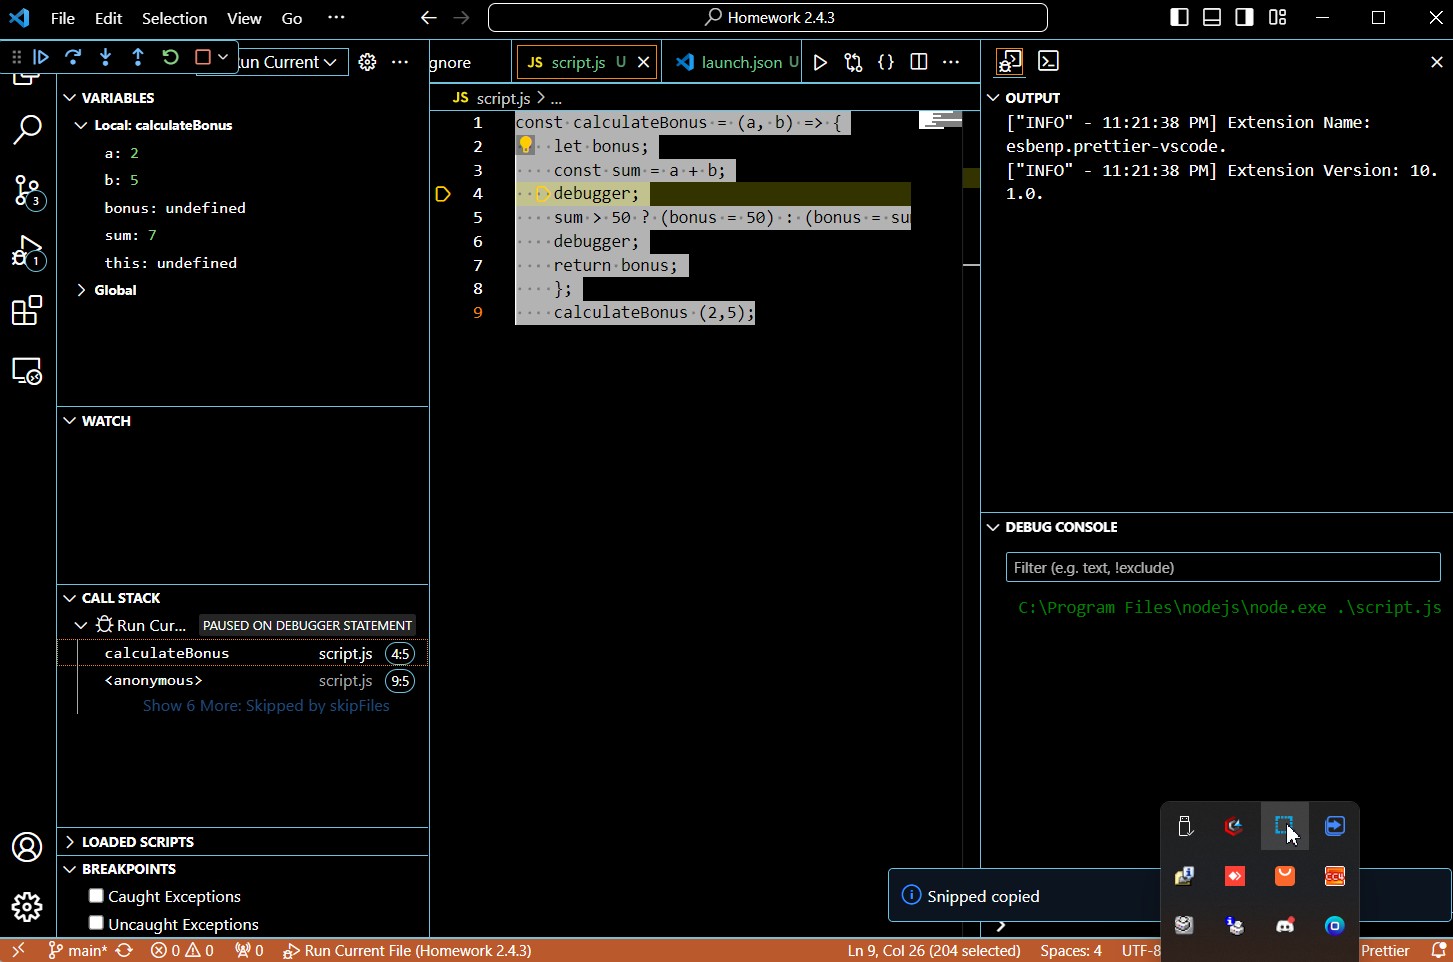 File Edit Selection View Go ··· Homework 2.4.3
un Current
gnore
JS script.js U
launch.json U
JS script.js > ...
VARIABLES
Local: calculateBonus
a: 2
b: 5
bonus: undefined
sum: 7
this: undefined
Global
WATCH
CALL STACK
Run Cur... PAUSED ON DEBUGGER STATEMENT
calculateBonus script.js 4:5
<anonymous> script.js 9:5
Show 6 More: Skipped by skipFiles
LOADED SCRIPTS
BREAKPOINTS
Caught Exceptions
Uncaught Exceptions
3
1
1 const calculateBonus = (a, b) => {
2 let bonus;
3 const sum = a + b;
4 debugger;
5 sum > 50 ? (bonus = 50) : (bonus = su
6 debugger;
7 return bonus;
8 };
9 calculateBonus (2,5);
OUTPUT
["INFO" - 11:21:38 PM] Extension Name:
esbenp.prettier-vscode.
["INFO" - 11:21:38 PM] Extension Version: 10.
1.0.
DEBUG CONSOLE
Filter (e.g. text, !exclude)
C:\Program Files\nodejs\node.exe .\script.js
Snipped copied
CC4
main* 0 0 0 Run Current File (Homework 2.4.3) Ln 9, Col 26 (204 selected) Spaces: 4 UTF-8 Prettier